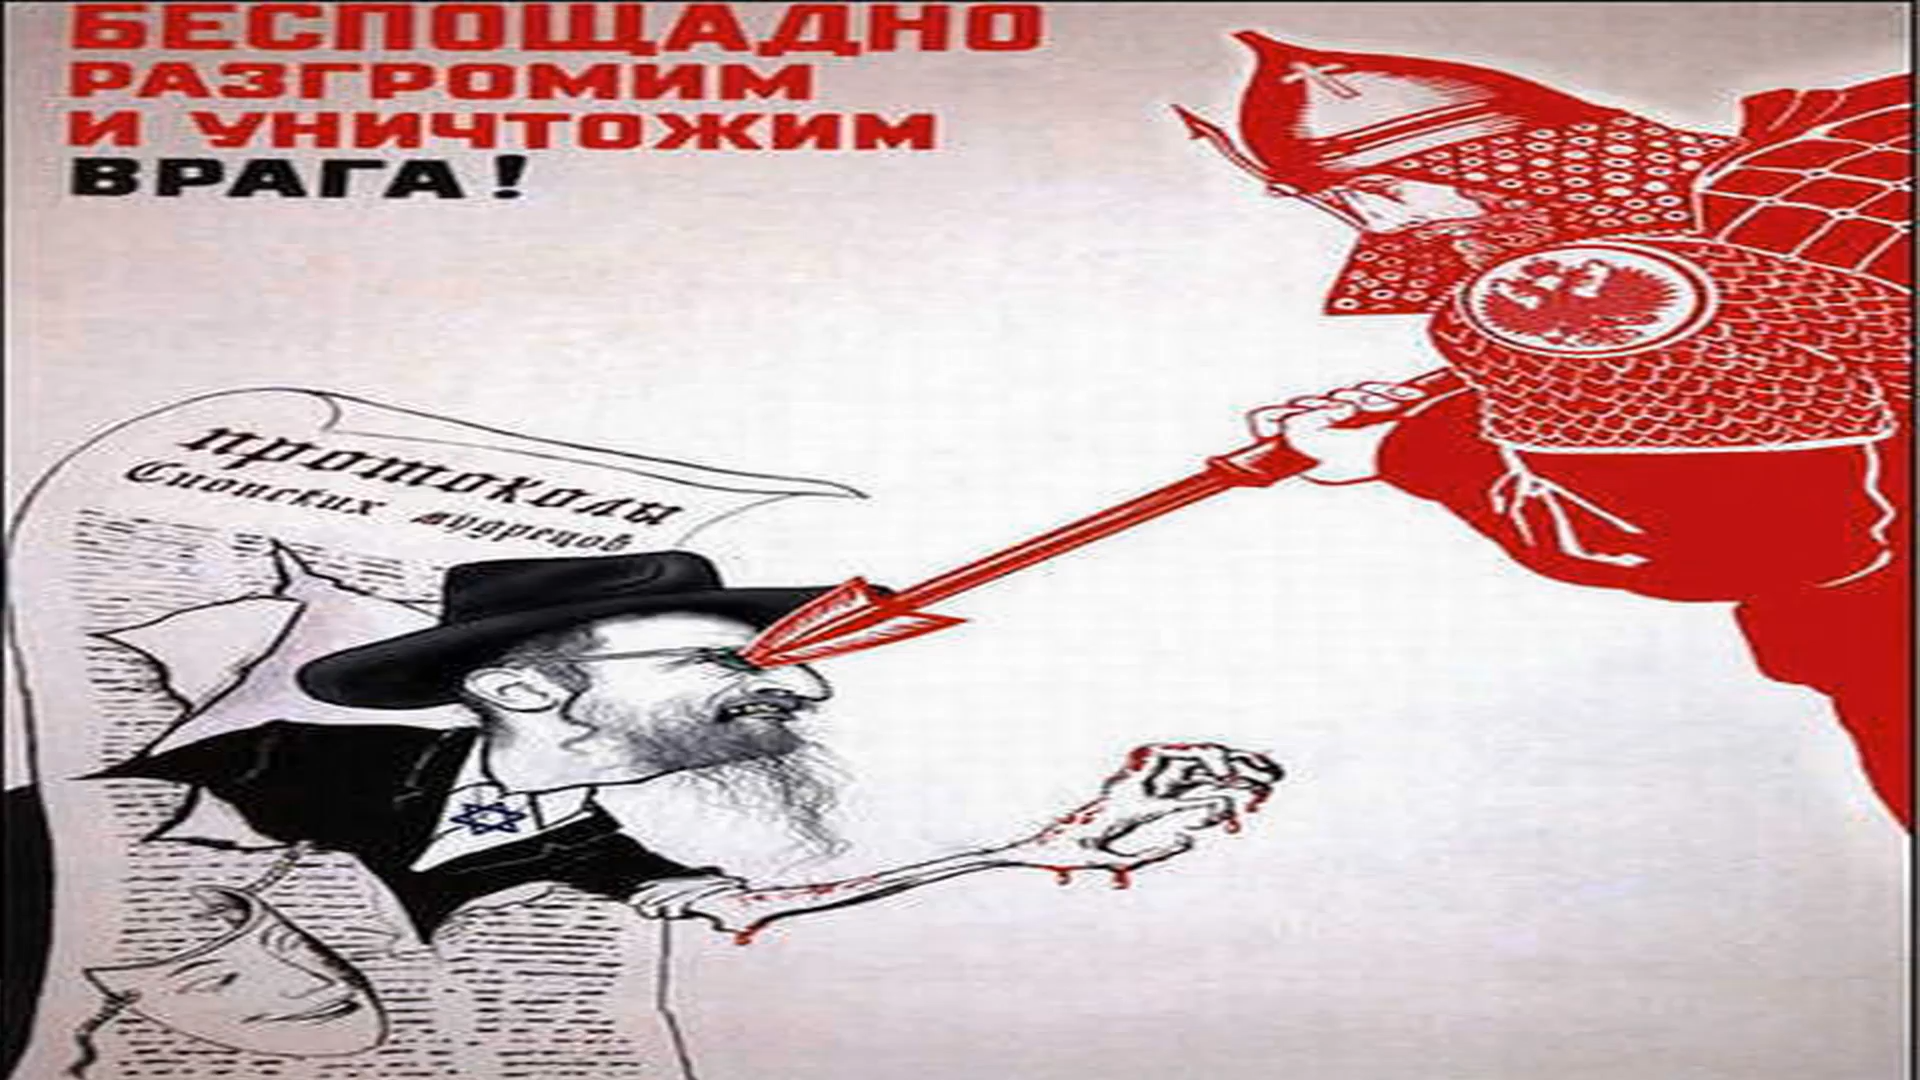 БЕСПОЩАДНО
РАЗГРОМИМ
И УНИЧТОЖИМ
ВРАГА!
протоколы
Сионских мудрецов